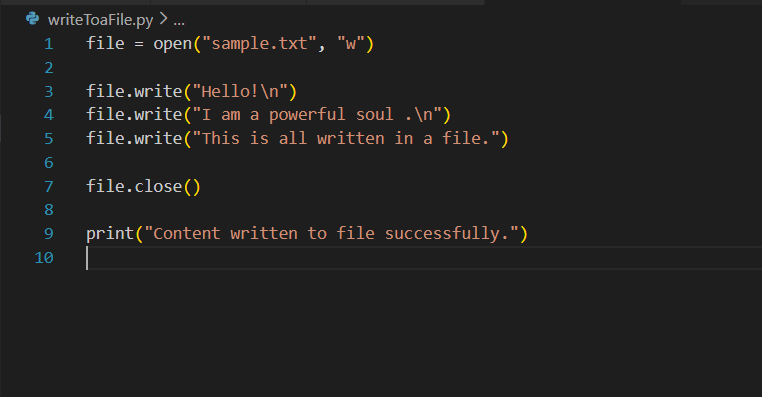 writeToaFile.py > ...
1 file = open("sample.txt", "w")
2
3 file.write("Hello!\n")
4 file.write("I am a powerful soul .\n")
5 file.write("This is all written in a file.")
6
7 file.close()
8
9 print("Content written to file successfully.")
10